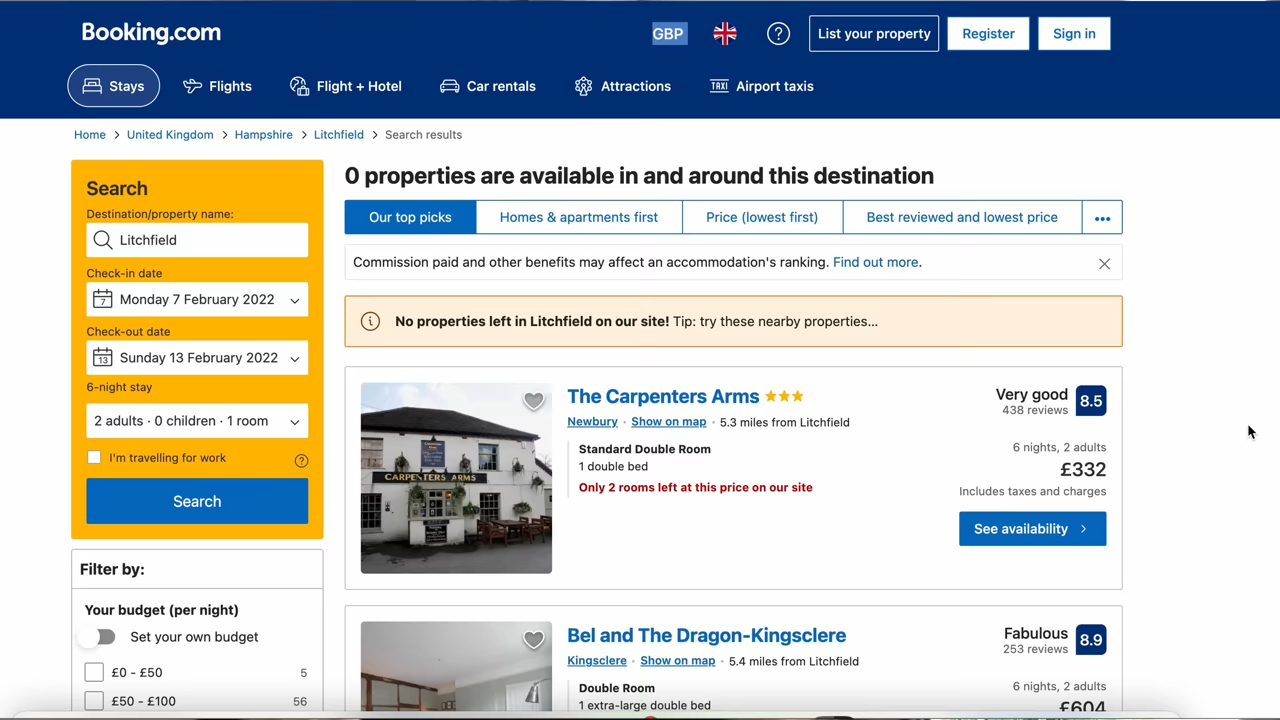 Booking.com
GBP
List your property
Register
Sign in
Stays
Flights
Flight + Hotel
Car rentals
Attractions
TAXI Airport taxis
Home > United Kingdom > Hampshire > Litchfield > Search results
Search
Destination/property name:
Litchfield
Check-in date
7 Monday 7 February 2022
Check-out date
13 Sunday 13 February 2022
6-night stay
2 adults · 0 children · 1 room
I'm travelling for work
Search
Filter by:
Your budget (per night)
Set your own budget
£0 - £50 5
£50 - £100 56
0 properties are available in and around this destination
Our top picks
Homes & apartments first
Price (lowest first)
Best reviewed and lowest price
Commission paid and other benefits may affect an accommodation's ranking. Find out more.
No properties left in Litchfield on our site! Tip: try these nearby properties...
CARPENTERS ARMS
The Carpenters Arms
Newbury · Show on map · 5.3 miles from Litchfield
Standard Double Room
1 double bed
Only 2 rooms left at this price on our site
Very good 8.5
438 reviews
6 nights, 2 adults
£332
Includes taxes and charges
See availability
Bel and The Dragon-Kingsclere
Kingsclere · Show on map · 5.4 miles from Litchfield
Double Room
1 extra-large double bed
Fabulous 8.9
253 reviews
6 nights, 2 adults
£604